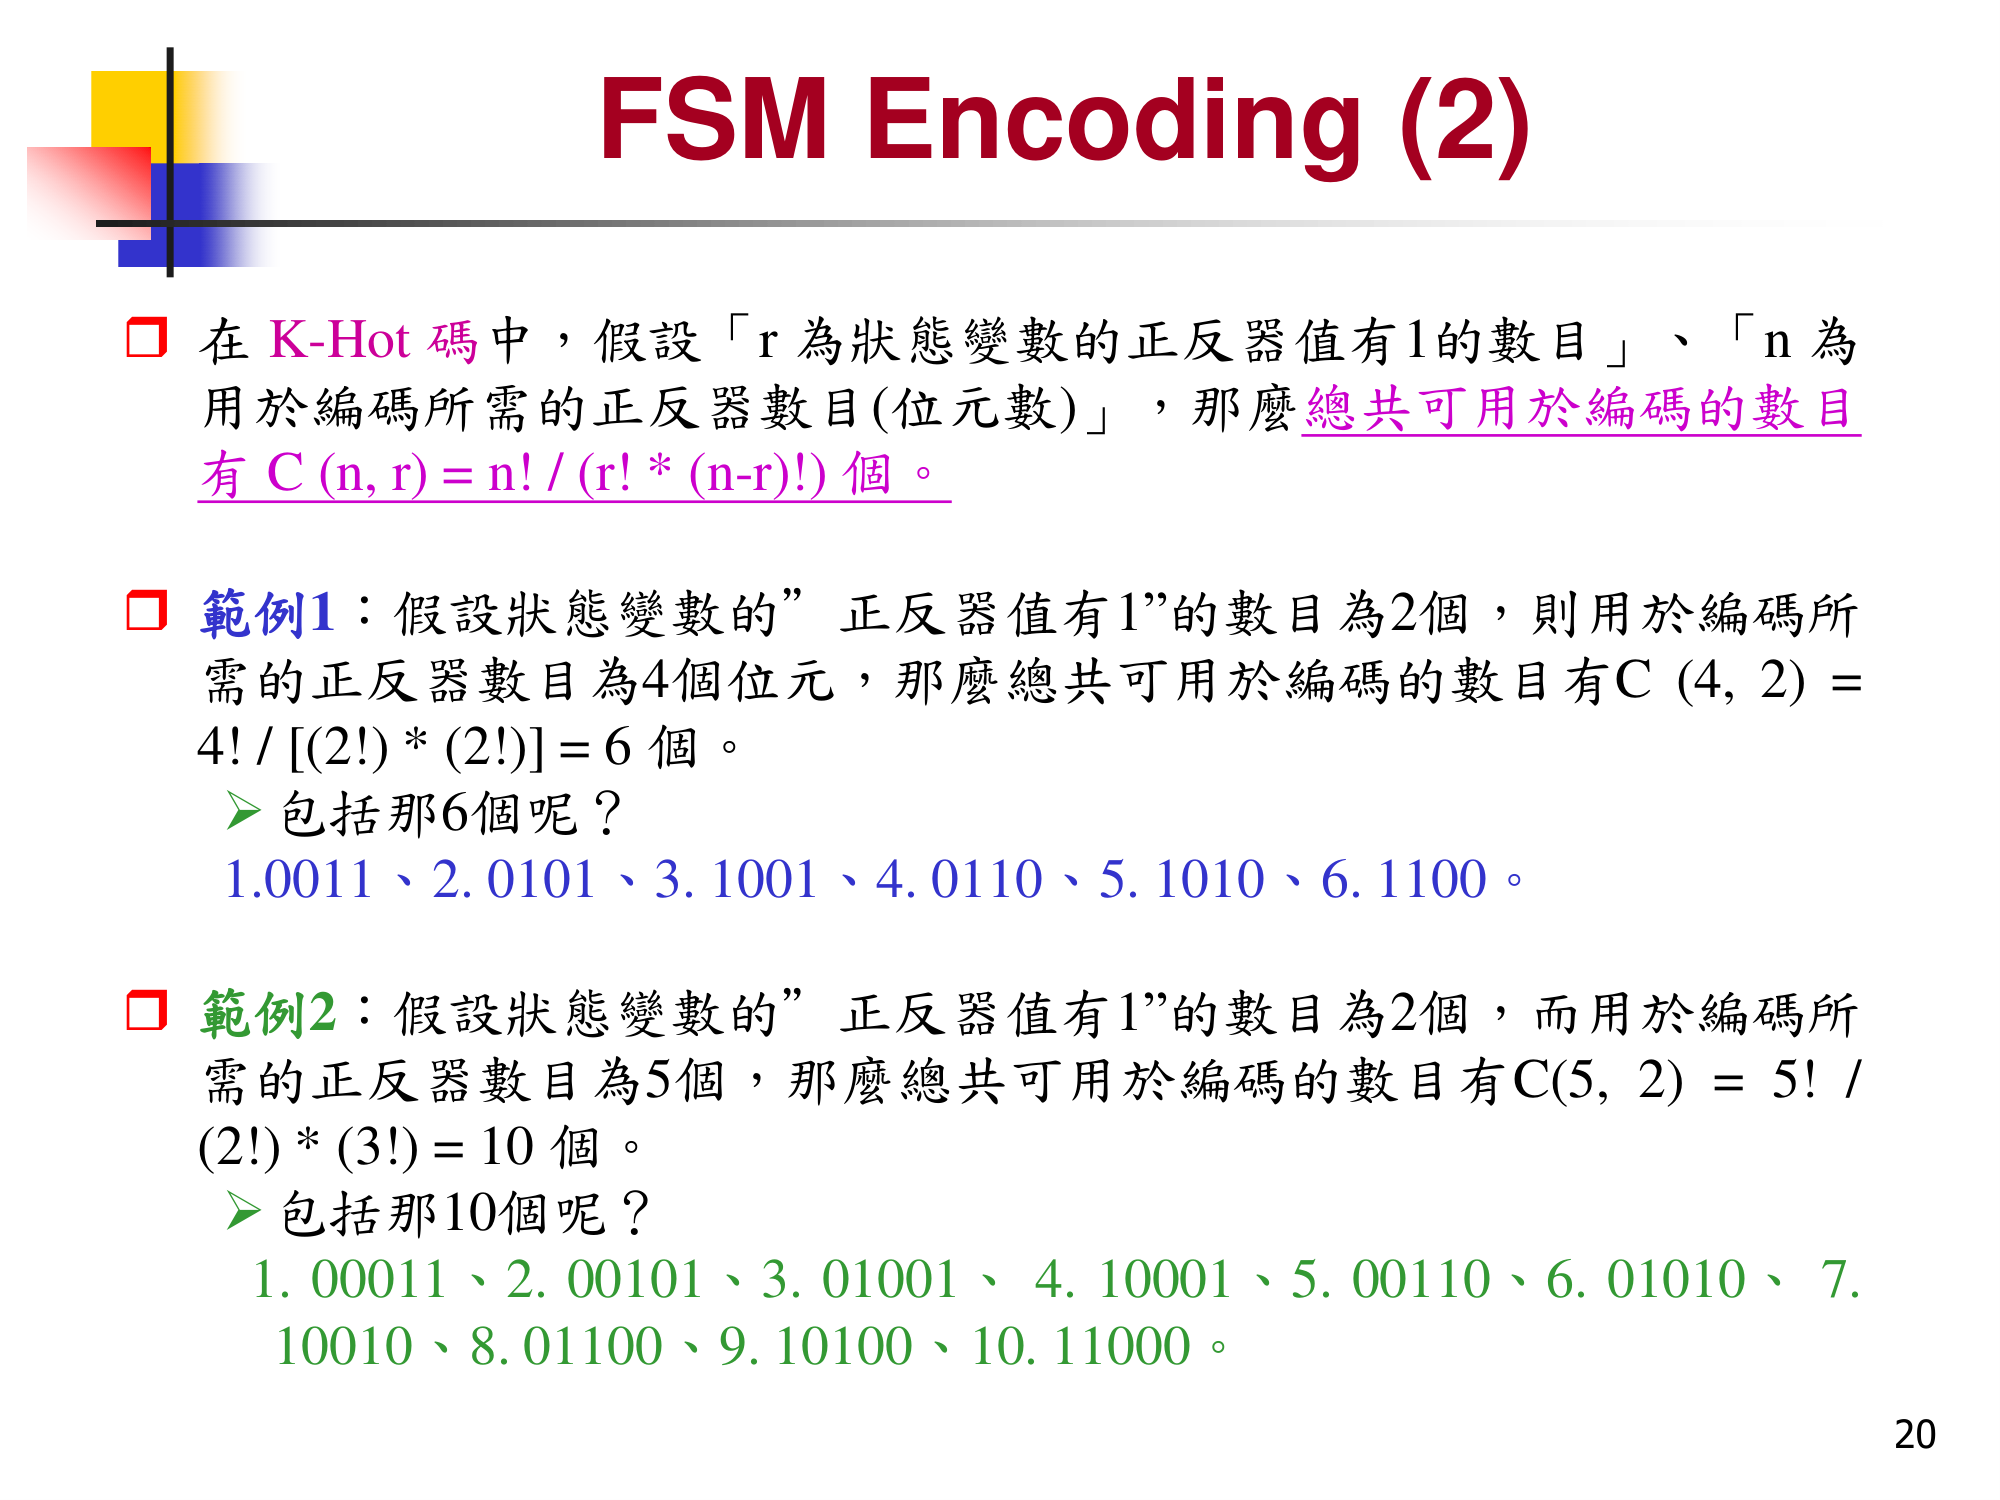 FSM Encoding (2)
在 K-Hot 碼中，假設「r 為狀態變數的正反器值有1的數目」、「n 為
用於編碼所需的正反器數目(位元數)」，那麼總共可用於編碼的數目
有 C (n, r) = n! / (r! * (n-r)!) 個。
範例1：假設狀態變數的”正反器值有1”的數目為2個，則用於編碼所
需的正反器數目為4個位元，那麼總共可用於編碼的數目有C (4, 2) =
4! / [(2!) * (2!)] = 6 個。
包括那6個呢？
1.0011、2. 0101、3. 1001、4. 0110、5. 1010、6. 1100。
範例2：假設狀態變數的”正反器值有1”的數目為2個，而用於編碼所
需的正反器數目為5個，那麼總共可用於編碼的數目有C(5, 2) = 5! /
(2!) * (3!) = 10 個。
包括那10個呢？
1. 00011、2. 00101、3. 01001、 4. 10001、5. 00110、6. 01010、 7.
10010、8. 01100、9. 10100、10. 11000。
20